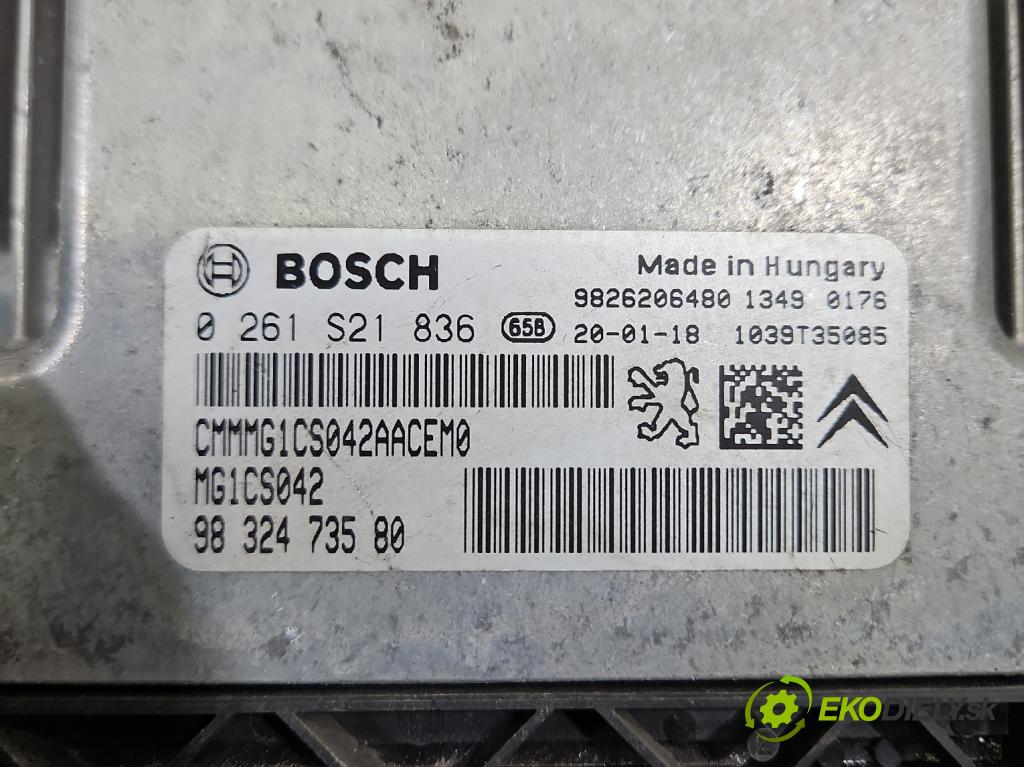 BOSCH
Made in Hungary
9826206480 1349 0176
0 261 S21 836 65B 20-01-18 1039T35085
CMMMG1CS042AACEM0
MG1CS042
98 324 735 80
EKODIELY.SK